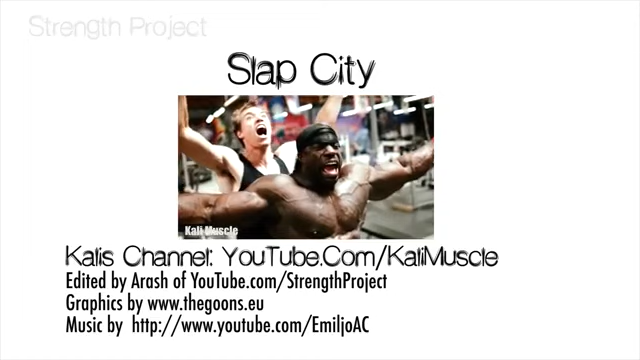 Strength Project
Slap City
Kali Muscle
Kalis Channel: YouTube.Com/KaliMuscle
Edited by Arash of YouTube.com/StrengthProject
Graphics by www.thegoons.eu
Music by http://www.youtube.com/EmiljoAC